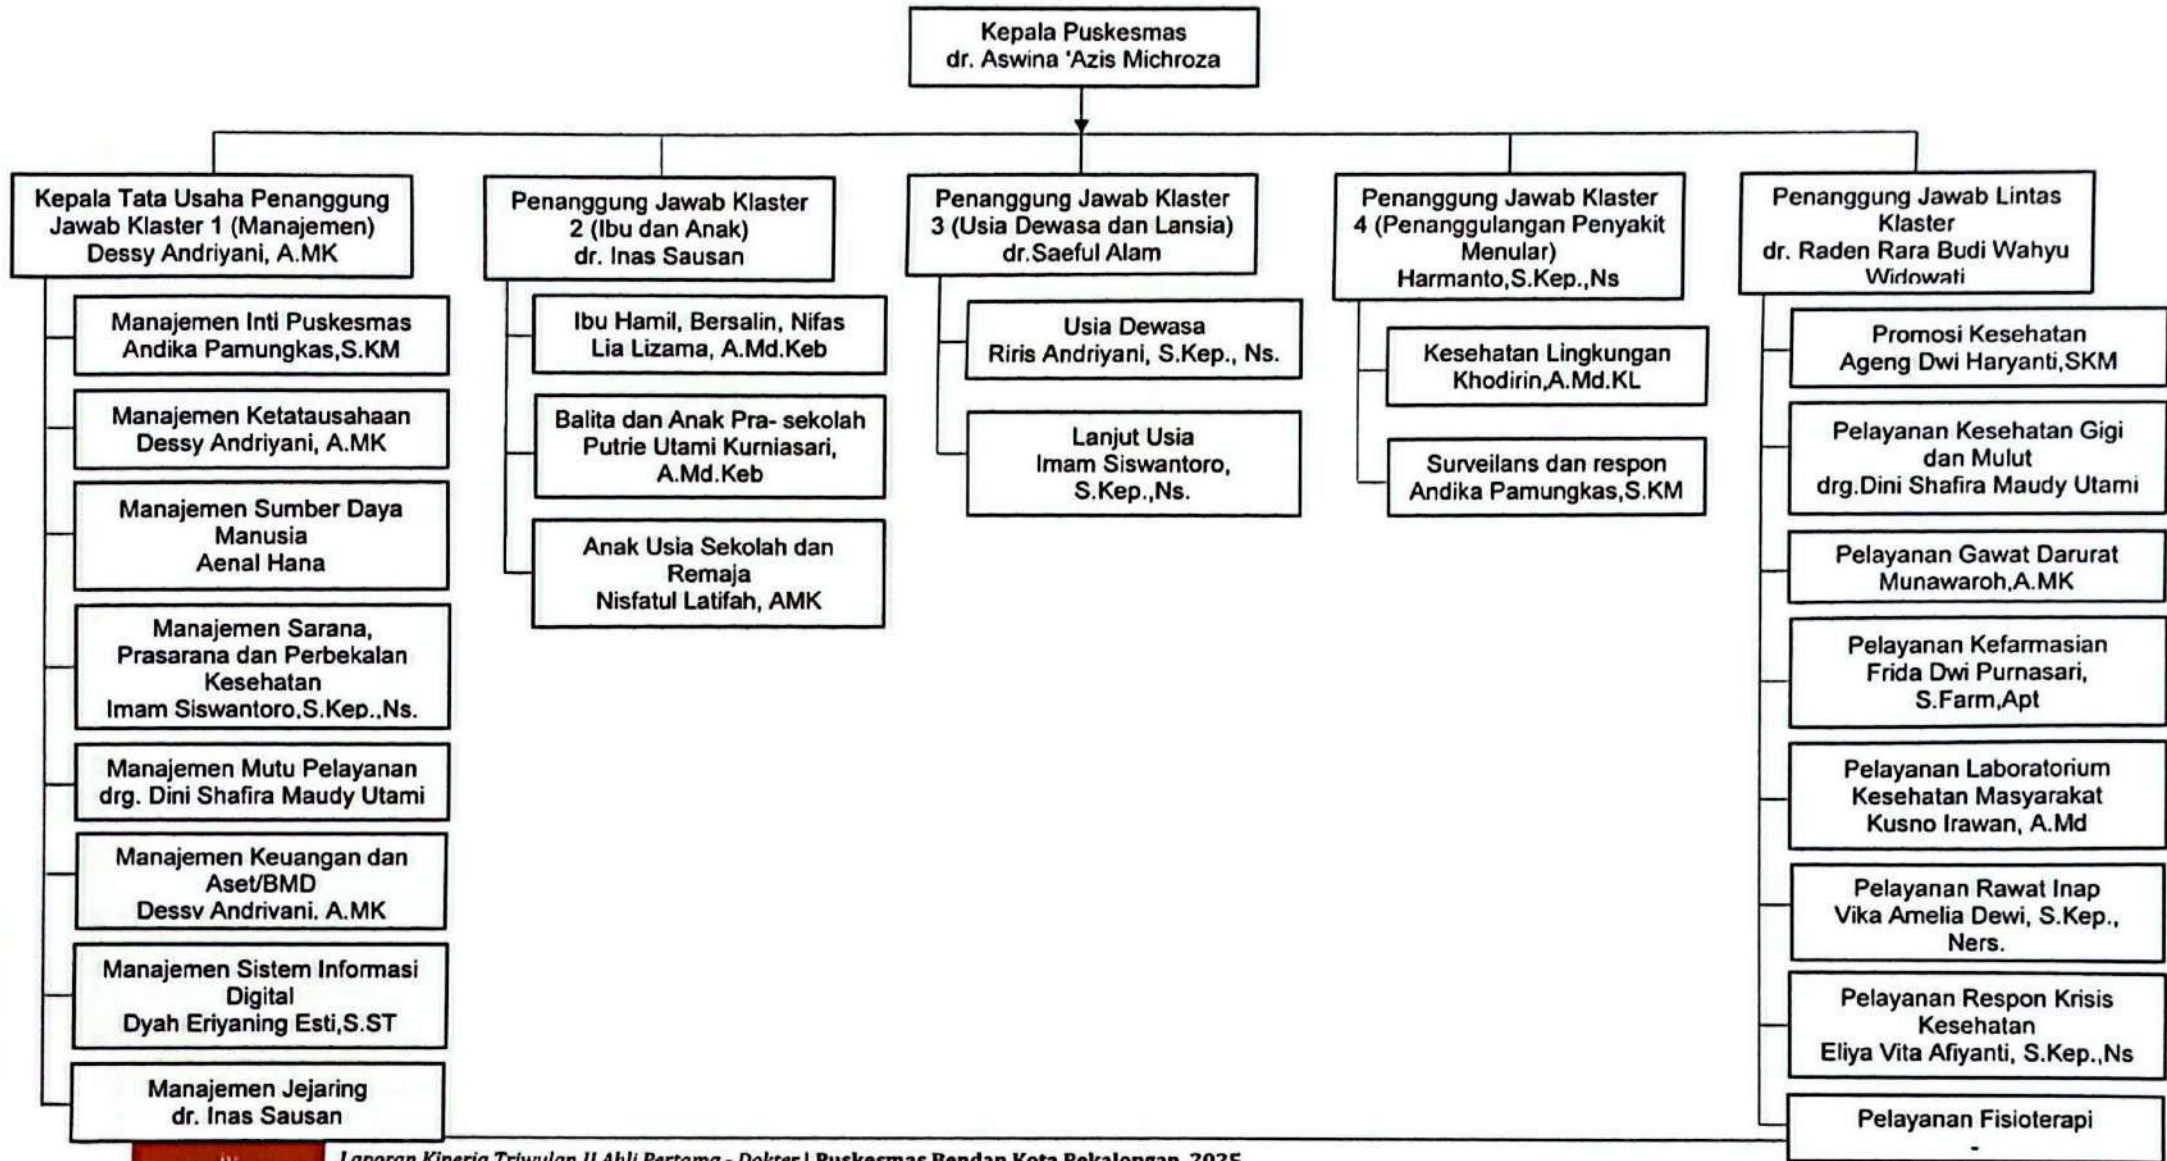 Kepala Puskesmas
dr. Aswina 'Azis Michroza
Kepala Tata Usaha Penanggung
Jawab Klaster 1 (Manajemen)
Dessy Andriyani, A.MK
Manajemen Inti Puskesmas
Andika Pamungkas,S.KM
Manajemen Ketatausahaan
Dessy Andriyani, A.MK
Manajemen Sumber Daya
Manusia
Aenal Hana
Manajemen Sarana,
Prasarana dan Perbekalan
Kesehatan
Imam Siswantoro,S.Kep.,Ns.
Manajemen Mutu Pelayanan
drg. Dini Shafira Maudy Utami
Manajemen Keuangan dan
Aset/BMD
Dessy Andriyani, A.MK
Manajemen Sistem Informasi
Digital
Dyah Eriyaning Esti,S.ST
Manajemen Jejaring
dr. Inas Sausan
Penanggung Jawab Klaster
2 (Ibu dan Anak)
dr. Inas Sausan
Ibu Hamil, Bersalin, Nifas
Lia Lizama, A.Md.Keb
Balita dan Anak Pra- sekolah
Putrie Utami Kurniasari,
A.Md.Keb
Anak Usia Sekolah dan
Remaja
Nisfatul Latifah, AMK
Penanggung Jawab Klaster
3 (Usia Dewasa dan Lansia)
dr.Saeful Alam
Usia Dewasa
Riris Andriyani, S.Kep., Ns.
Lanjut Usia
Imam Siswantoro,
S.Kep.,Ns.
Penanggung Jawab Klaster
4 (Penanggulangan Penyakit
Menular)
Harmanto,S.Kep.,Ns
Kesehatan Lingkungan
Khodirin,A.Md.KL
Surveilans dan respon
Andika Pamungkas,S.KM
Penanggung Jawab Lintas
Klaster
dr. Raden Rara Budi Wahyu
Widowati
Promosi Kesehatan
Ageng Dwi Haryanti,SKM
Pelayanan Kesehatan Gigi
dan Mulut
drg.Dini Shafira Maudy Utami
Pelayanan Gawat Darurat
Munawaroh,A.MK
Pelayanan Kefarmasian
Frida Dwi Purnasari,
S.Farm,Apt
Pelayanan Laboratorium
Kesehatan Masyarakat
Kusno Irawan, A.Md
Pelayanan Rawat Inap
Vika Amelia Dewi, S.Kep.,
Ners.
Pelayanan Respon Krisis
Kesehatan
Eliya Vita Afiyanti, S.Kep.,Ns
Pelayanan Fisioterapi
-
Laporan Kinerja Triwulan II Ahli Pertama - Dokter | Puskesmas Bendan Kota Pekalongan, 2025